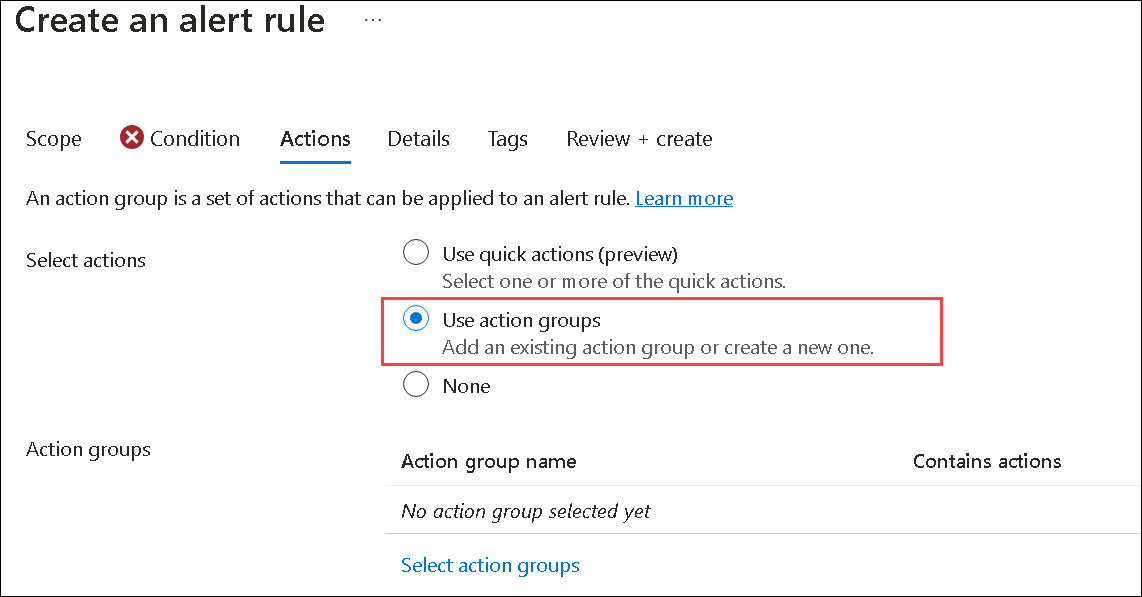 Create an alert rule ...
Scope Condition Actions Details Tags Review + create
An action group is a set of actions that can be applied to an alert rule. Learn more
Select actions
Use quick actions (preview)
Select one or more of the quick actions.
Use action groups
Add an existing action group or create a new one.
None
Action groups
Action group name Contains actions
No action group selected yet
Select action groups